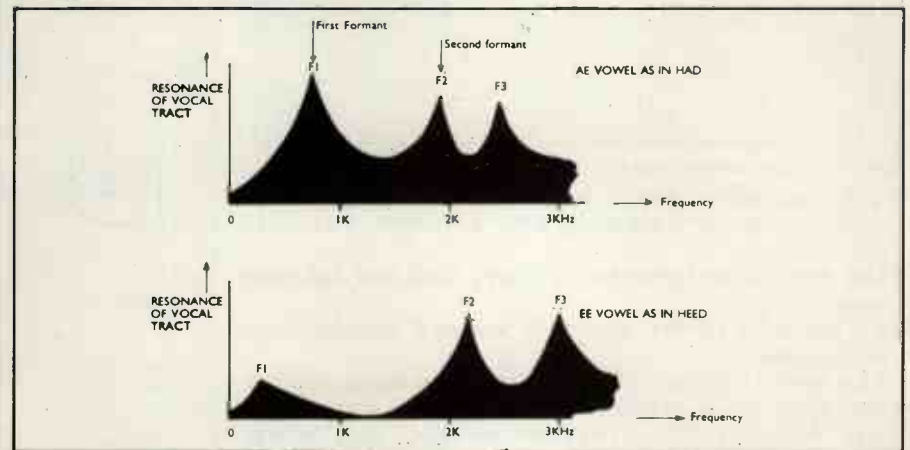 First Formant
Second formant
F1
F2
F3
AE VOWEL AS IN HAD
RESONANCE
OF VOCAL
TRACT
0
1K
2K
3KHz
Frequency
RESONANCE
OF VOCAL
TRACT
F1
F2
F3
EE VOWEL AS IN HEED
0
1K
2K
3KHz
Frequency